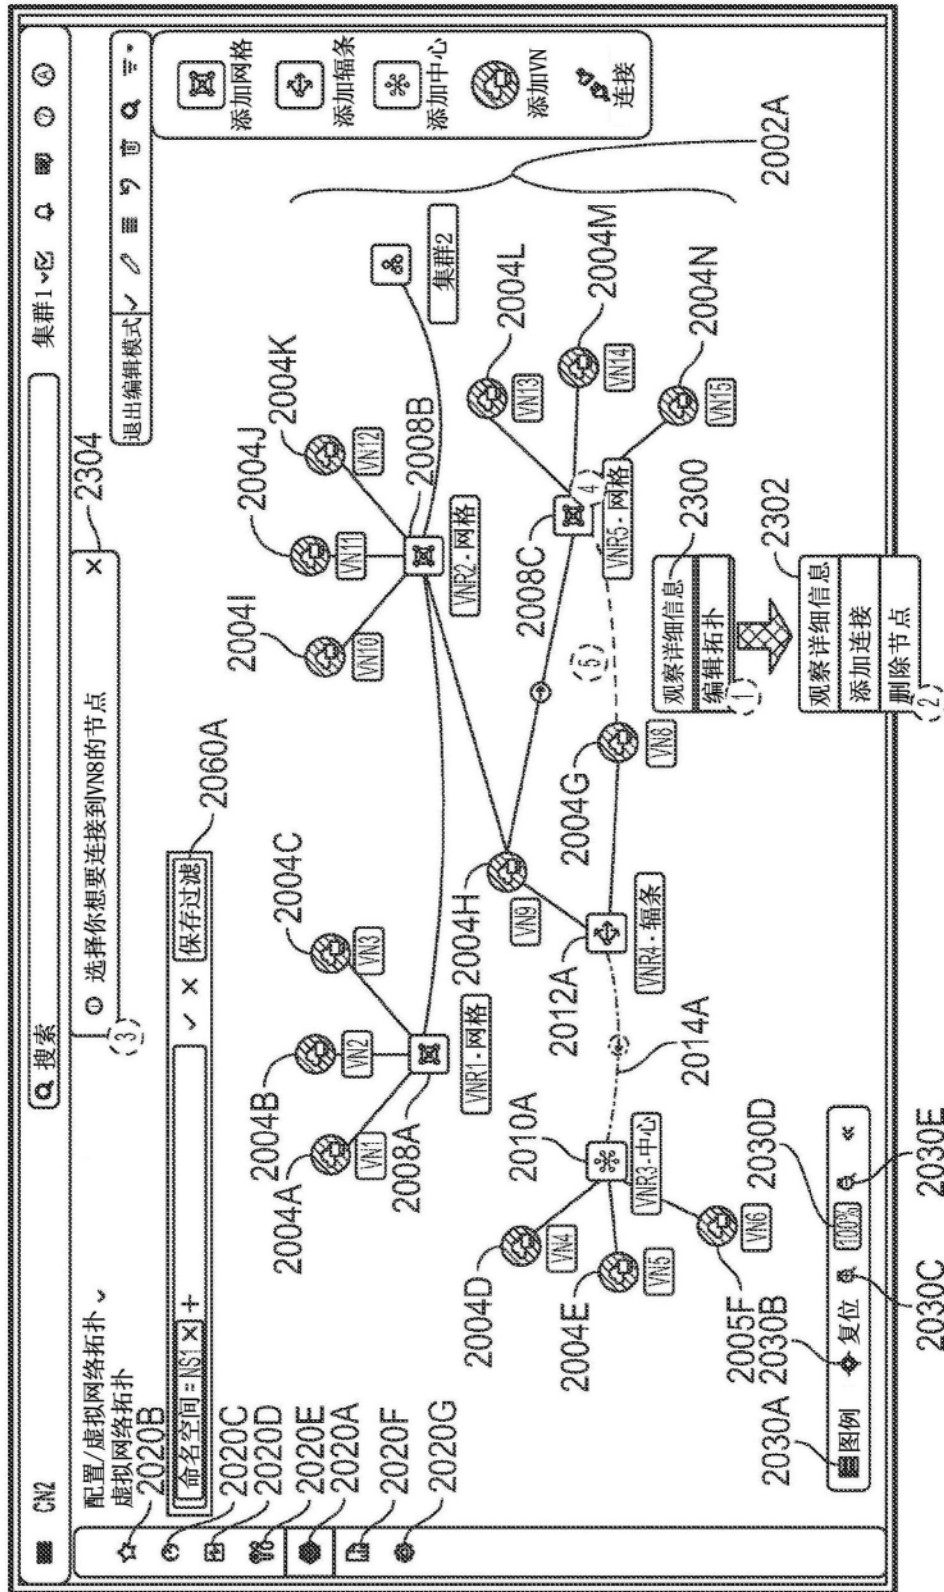 CN2
搜索
集群1
配置/虚拟网络拓扑
虚拟网络拓扑
选择你想要连接到VN8的节点
(3)
2304
退出编辑模式
命名空间 = NS1
保存过滤
2060A
2020B
2020C
2020D
2020E
2020A
2020F
2020G
添加网格
添加辐条
添加中心
添加VN
连接
2002A
2004A
2004B
2004C
VN1
VN2
VN3
2008A
VNR1-网格
2004I
2004J
2004K
VN10
VN11
VN12
2008B
VNR2-网格
集群2
2004H
VN9
2004L
2004M
2004N
VN13
VN14
VN15
2008C
(4)
VNR5-网格
(5)
2004D
2004E
2005F
VN4
VN5
VN6
2010A
VNR3-中心
2014A
2012A
VNR4-辐条
2004G
VN8
观察详细信息
编辑拓扑
(1)
2300
观察详细信息
添加连接
删除节点
(2)
2302
图例
复位
100%
2030A
2030B
2030C
2030D
2030E